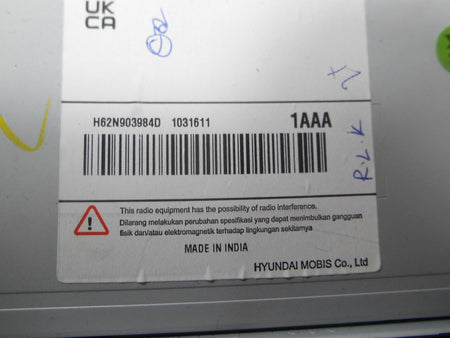 UK
CA
H62N903984D 1031611 1AAA
R.L.K
This radio equipment has the possibility of radio interference.
Dilarang melakukan perubahan spesifikasi yang dapat menimbulkan gangguan
fisik dan/atau elektromagnetik terhadap lingkungan sekitarnya
MADE IN INDIA
HYUNDAI MOBIS Co., Ltd